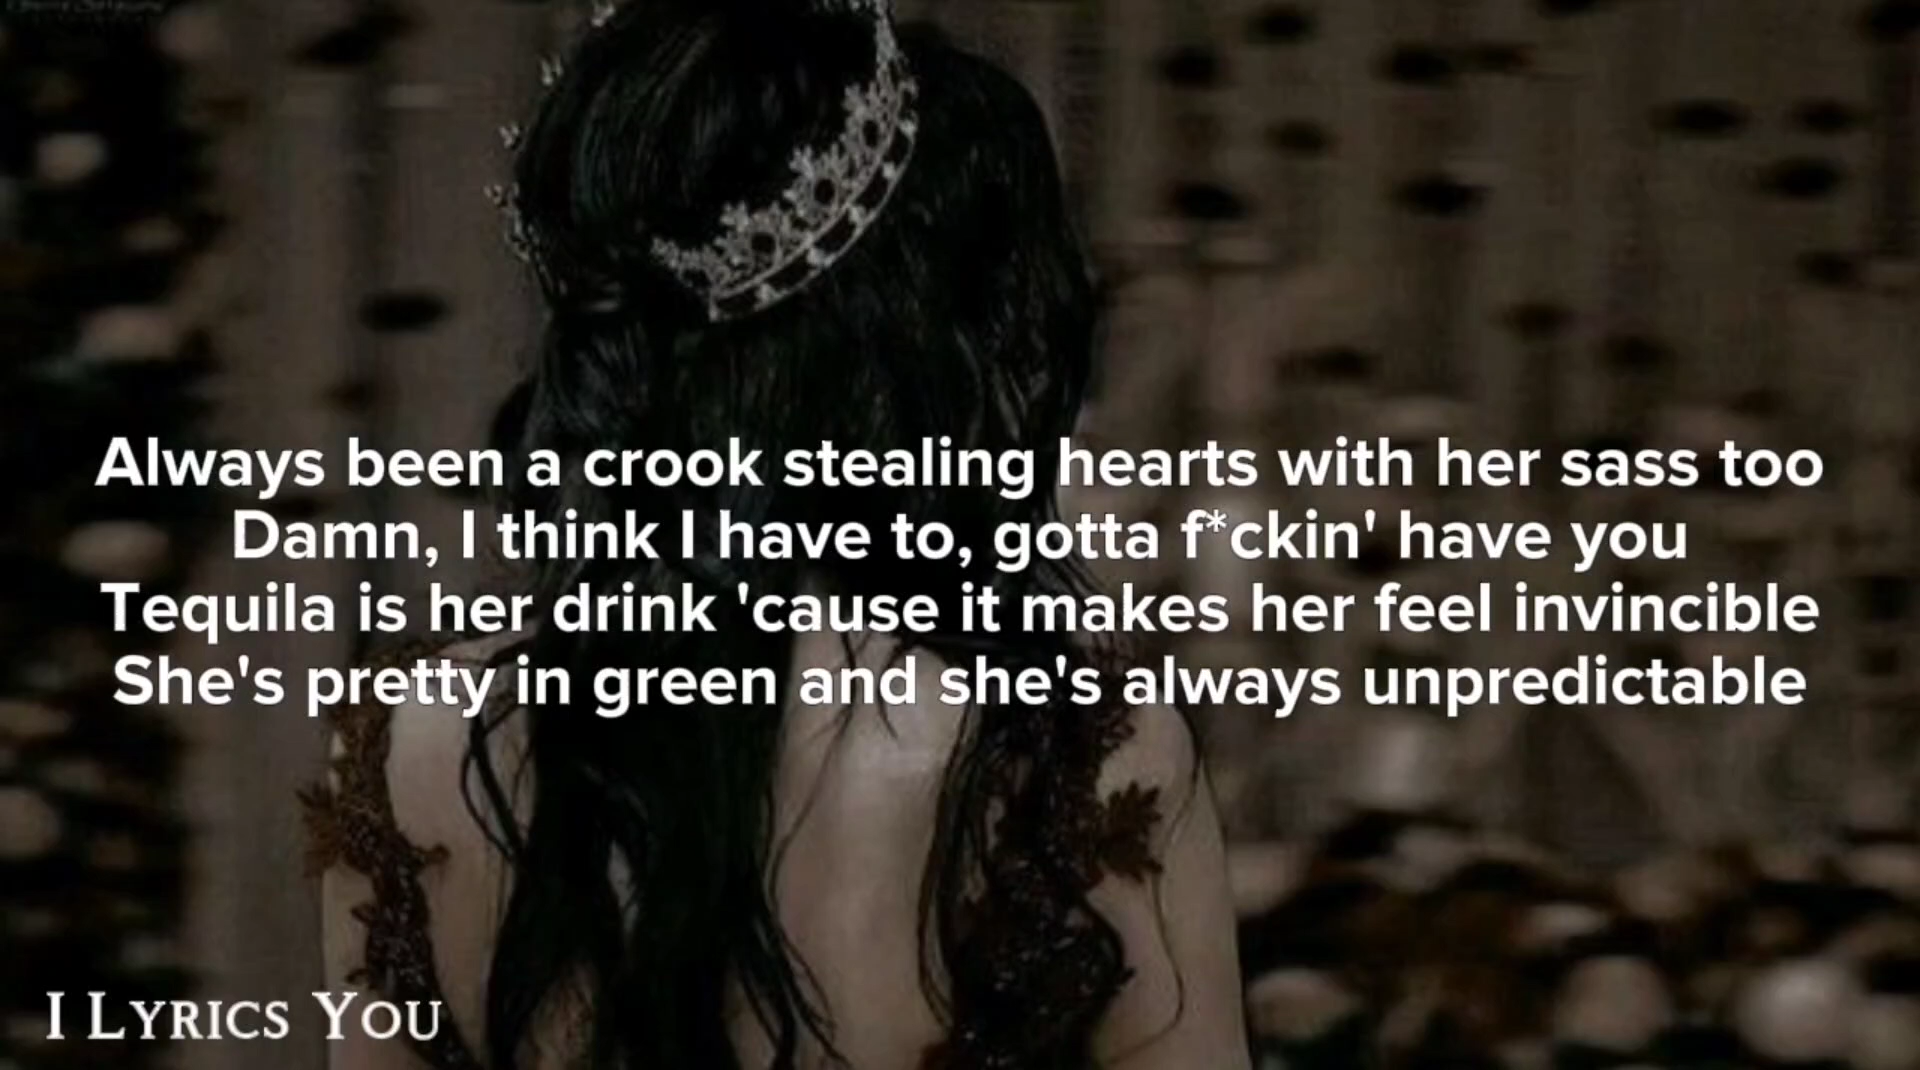 Always been a crook stealing hearts with her sass too
Damn, I think I have to, gotta f*ckin' have you
Tequila is her drink 'cause it makes her feel invincible
She's pretty in green and she's always unpredictable
I Lyrics You